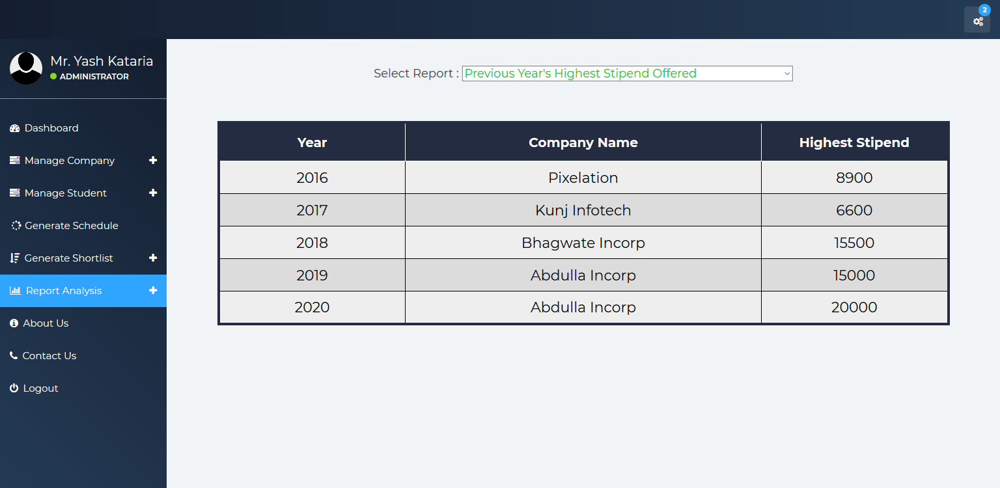 2
Mr. Yash Kataria
ADMINISTRATOR
Dashboard
Manage Company
Manage Student
Generate Schedule
Generate Shortlist
Report Analysis
About Us
Contact Us
Logout
Select Report : Previous Year's Highest Stipend Offered
Year Company Name Highest Stipend
2016 Pixelation 8900
2017 Kunj Infotech 6600
2018 Bhagwate Incorp 15500
2019 Abdulla Incorp 15000
2020 Abdulla Incorp 20000